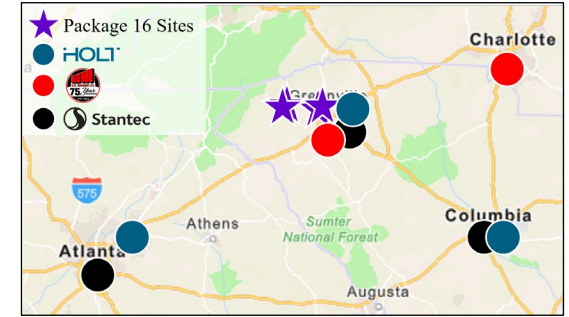 Package 16 Sites
HOLT
75 Year
Stantec
Charlotte
Greenville
575
Athens
Sumter
National Forest
Columbia
Atlanta
Augusta